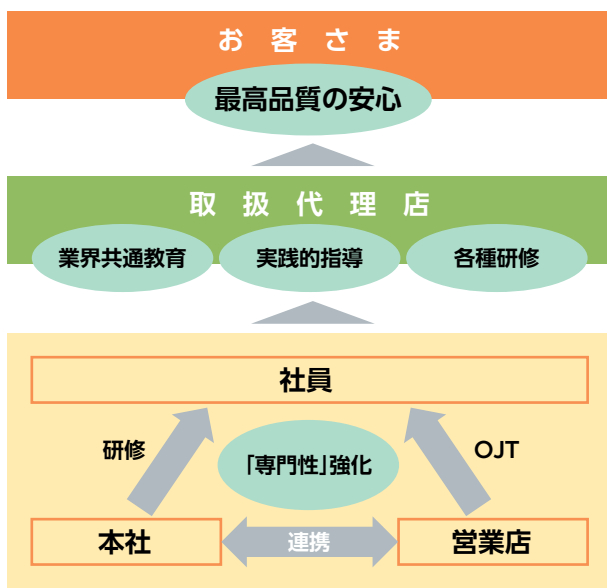 お客さま
最高品質の安心
取扱代理店
業界共通教育
実践的指導
各種研修
社員
研修
「専門性」強化
OJT
本社
連携
営業店